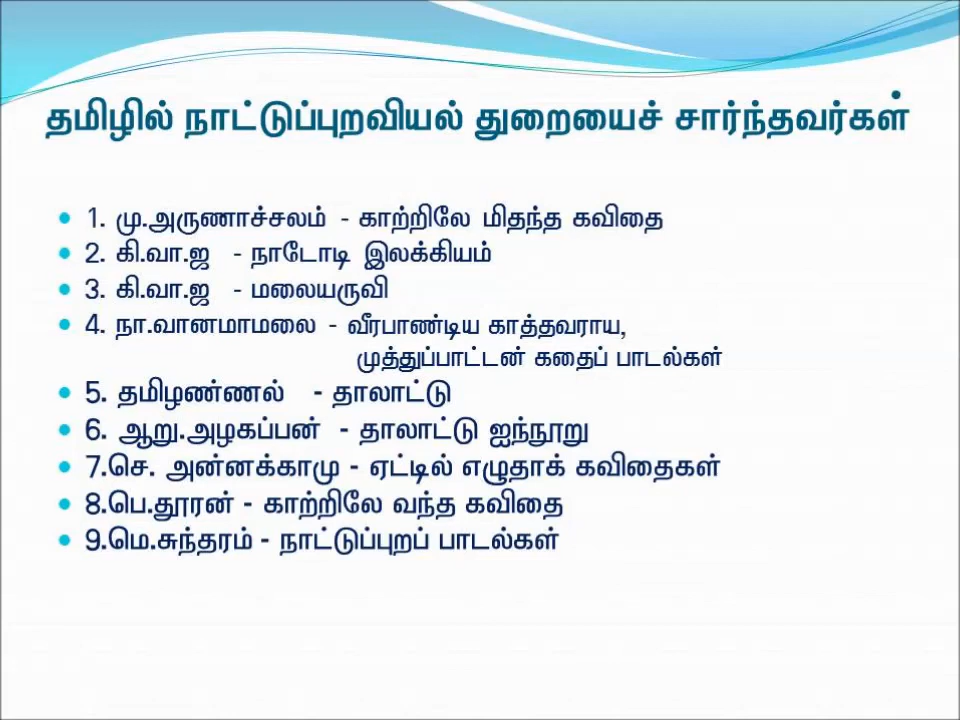 தமிழில் நாட்டுப்புறவியல் துறையைச் சார்ந்தவர்கள்
1. மு.அருணாச்சலம் - காற்றிலே மிதந்த கவிதை
2. கி.வா.ஜ - நாடோடி இலக்கியம்
3. கி.வா.ஜ - மலையருவி
4. நா.வானமாமலை - வீரபாண்டிய காத்தவராய,
முத்துப்பாட்டன் கதைப் பாடல்கள்
5. தமிழண்ணல் - தாலாட்டு
6. ஆறு.அழகப்பன் - தாலாட்டு ஐந்நூறு
7.செ. அன்னக்காமு - ஏட்டில் எழுதாக் கவிதைகள்
8.பெ.தூரன் - காற்றிலே வந்த கவிதை
9.மெ.சுந்தரம் - நாட்டுப்புறப் பாடல்கள்